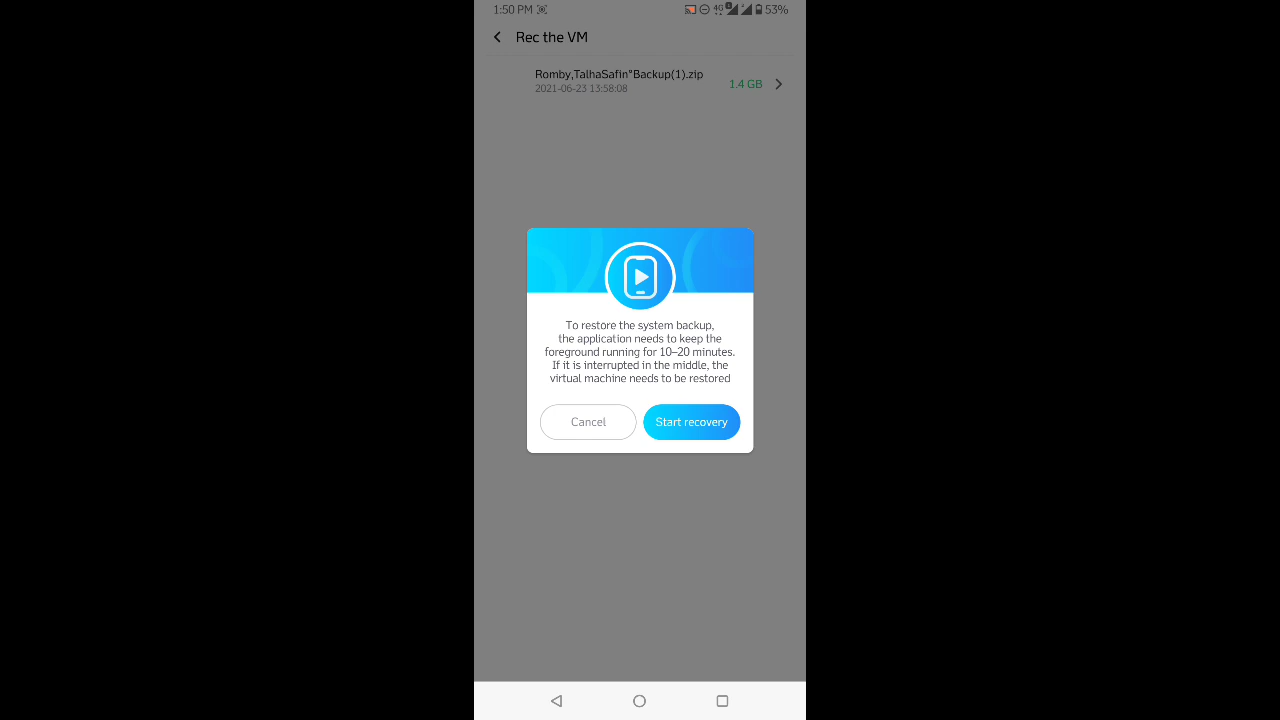 1:50 PM
4G
53%
Rec the VM
Romby,TalhaSafin"Backup(1).zip
2021-06-23 13:58:08
1.4 GB
To restore the system backup,
the application needs to keep the
foreground running for 10–20 minutes.
If it is interrupted in the middle, the
virtual machine needs to be restored
Cancel
Start recovery